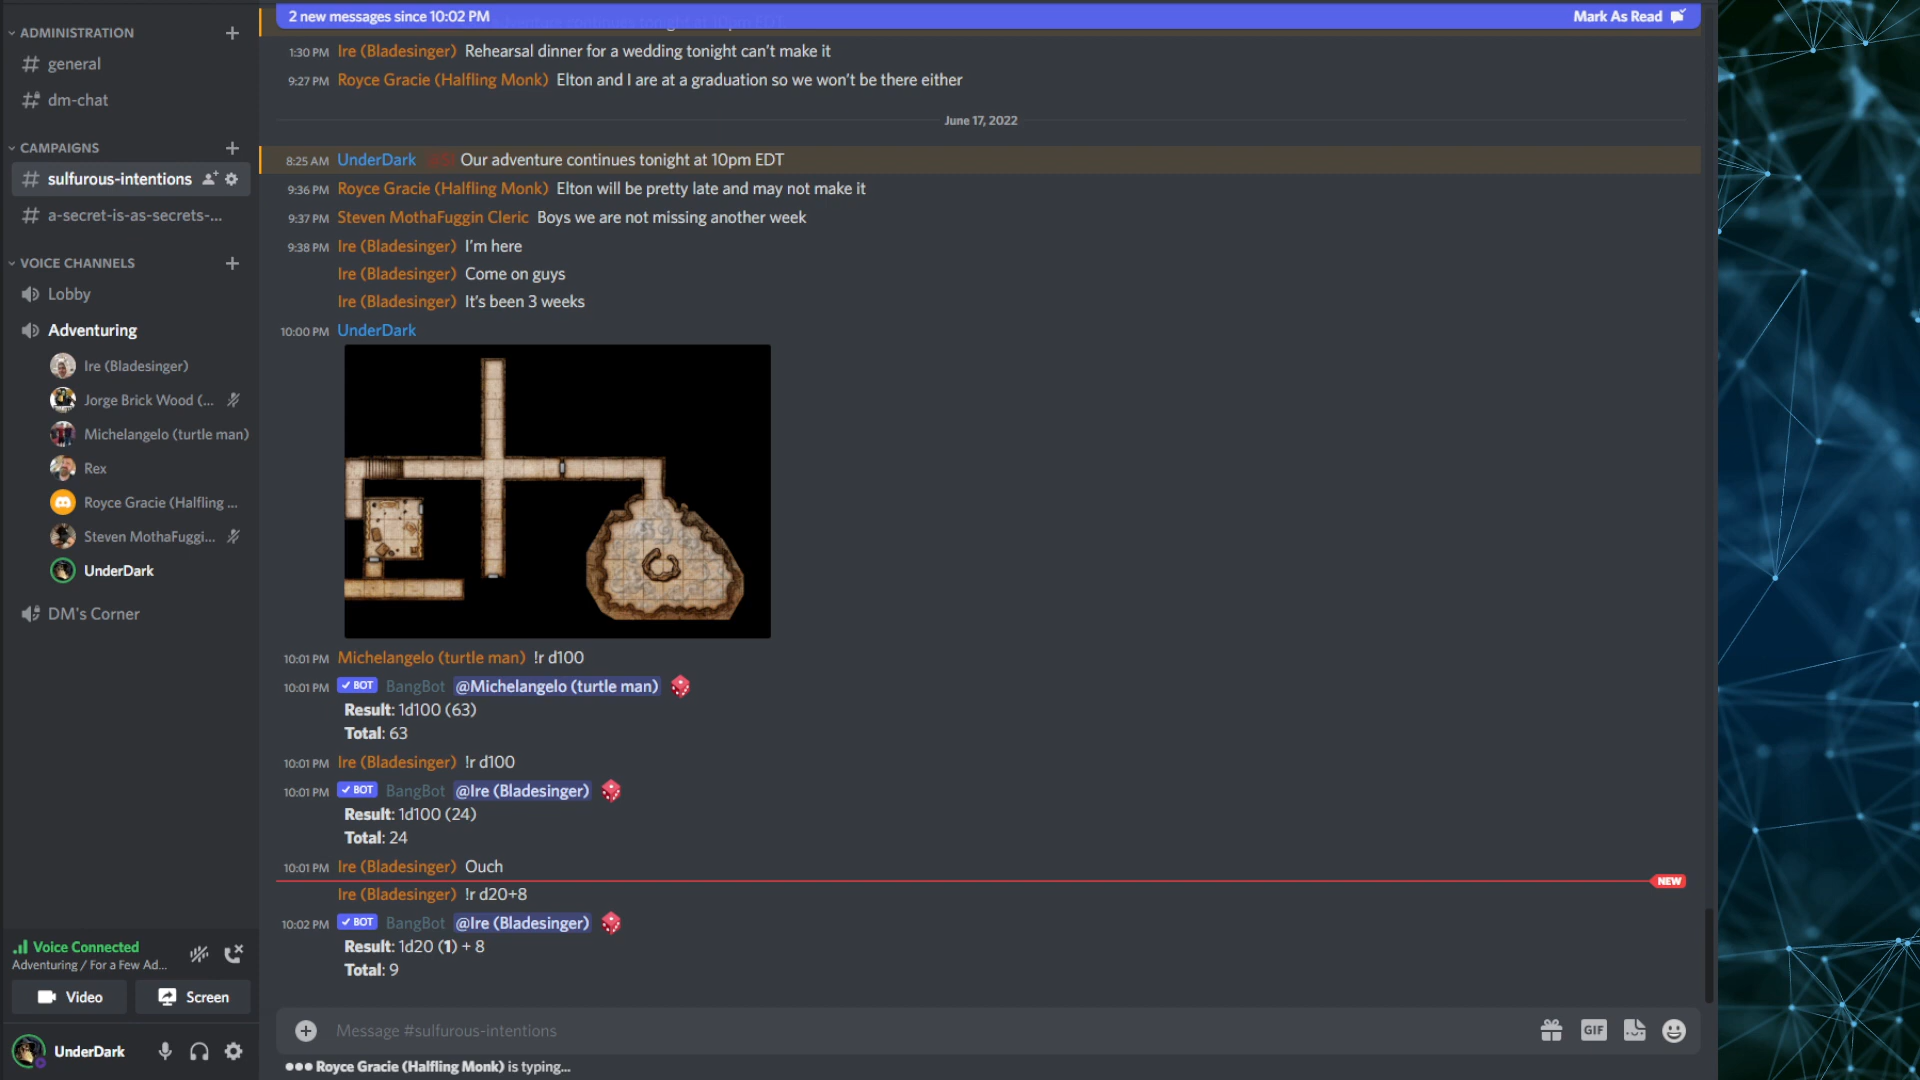 ADMINISTRATION
general
dm-chat
CAMPAIGNS
sulfurous-intentions
a-secret-is-as-secrets-...
VOICE CHANNELS
Lobby
Adventuring
Ire (Bladesinger)
Jorge Brick Wood (...
Michelangelo (turtle man)
Rex
Royce Gracie (Halfling ...
Steven MothaFuggi...
UnderDark
DM's Corner
Voice Connected
Adventuring / For a Few Ad...
Video
Screen
UnderDark
2 new messages since 10:02 PM
Mark As Read
1:30 PM Ire (Bladesinger) Rehearsal dinner for a wedding tonight can't make it
9:27 PM Royce Gracie (Halfling Monk) Elton and I are at a graduation so we won't be there either
June 17, 2022
8:25 AM UnderDark Our adventure continues tonight at 10pm EDT
9:36 PM Royce Gracie (Halfling Monk) Elton will be pretty late and may not make it
9:37 PM Steven MothaFuggin Cleric Boys we are not missing another week
9:38 PM Ire (Bladesinger) I'm here
Ire (Bladesinger) Come on guys
Ire (Bladesinger) It's been 3 weeks
10:00 PM UnderDark
10:01 PM Michelangelo (turtle man) !r d100
10:01 PM BOT BangBot @Michelangelo (turtle man)
Result: 1d100 (63)
Total: 63
10:01 PM Ire (Bladesinger) !r d100
10:01 PM BOT BangBot @Ire (Bladesinger)
Result: 1d100 (24)
Total: 24
10:01 PM Ire (Bladesinger) Ouch
NEW
Ire (Bladesinger) !r d20+8
10:02 PM BOT BangBot @Ire (Bladesinger)
Result: 1d20 (1) + 8
Total: 9
Message #sulfurous-intentions
GIF
Royce Gracie (Halfling Monk) is typing...